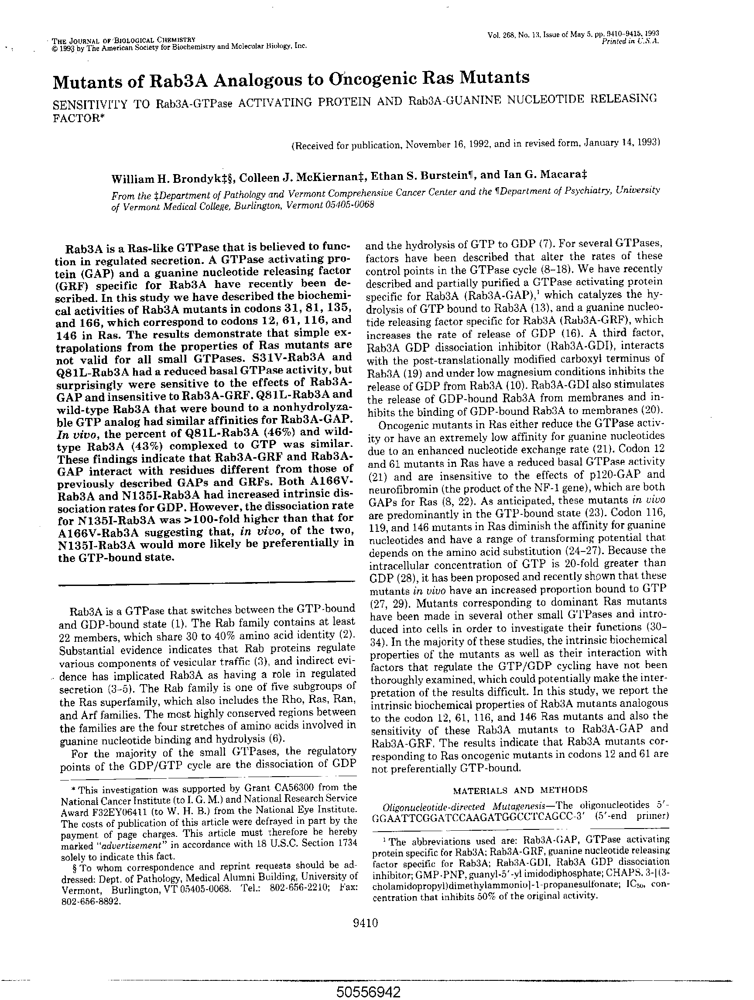 THE JOURNAL OF BIOLOGICAL CHEMISTRY
© 1993 by The American Society for Biochemistry and Molecular Biology, Inc.
Vol. 268, No. 13, Issue of May 5, pp. 9410–9415, 1993
Printed in U.S.A.
Mutants of Rab3A Analogous to Oncogenic Ras Mutants
SENSITIVITY TO Rab3A-GTPase ACTIVATING PROTEIN AND Rab3A-GUANINE NUCLEOTIDE RELEASING
FACTOR*
(Received for publication, November 16, 1992, and in revised form, January 14, 1993)
William H. Brondyk‡§, Colleen J. McKiernan‡, Ethan S. Burstein¶, and Ian G. Macara‡
From the ‡Department of Pathology and Vermont Comprehensive Cancer Center and the ¶Department of Psychiatry, University
of Vermont Medical College, Burlington, Vermont 05405-0068
Rab3A is a Ras-like GTPase that is believed to func-
tion in regulated secretion. A GTPase activating pro-
tein (GAP) and a guanine nucleotide releasing factor
(GRF) specific for Rab3A have recently been de-
scribed. In this study we have described the biochemi-
cal activities of Rab3A mutants in codons 31, 81, 135,
and 166, which correspond to codons 12, 61, 116, and
146 in Ras. The results demonstrate that simple ex-
trapolations from the properties of Ras mutants are
not valid for all small GTPases. S31V-Rab3A and
Q81L-Rab3A had a reduced basal GTPase activity, but
surprisingly were sensitive to the effects of Rab3A-
GAP and insensitive to Rab3A-GRF. Q81L-Rab3A and
wild-type Rab3A that were bound to a nonhydrolyza-
ble GTP analog had similar affinities for Rab3A-GAP.
In vivo, the percent of Q81L-Rab3A (46%) and wild-
type Rab3A (43%) complexed to GTP was similar.
These findings indicate that Rab3A-GRF and Rab3A-
GAP interact with residues different from those of
previously described GAPs and GRFs. Both A166V-
Rab3A and N135I-Rab3A had increased intrinsic dis-
sociation rates for GDP. However, the dissociation rate
for N135I-Rab3A was >100-fold higher than that for
A166V-Rab3A suggesting that, in vivo, of the two,
N135I-Rab3A would more likely be preferentially in
the GTP-bound state.
Rab3A is a GTPase that switches between the GTP-bound
and GDP-bound state (1). The Rab family contains at least
22 members, which share 30 to 40% amino acid identity (2).
Substantial evidence indicates that Rab proteins regulate
various components of vesicular traffic (3), and indirect evi-
dence has implicated Rab3A as having a role in regulated
secretion (3–5). The Rab family is one of five subgroups of
the Ras superfamily, which also includes the Rho, Ras, Ran,
and Arf families. The most highly conserved regions between
the families are the four stretches of amino acids involved in
guanine nucleotide binding and hydrolysis (6).
For the majority of the small GTPases, the regulatory
points of the GDP/GTP cycle are the dissociation of GDP
* This investigation was supported by Grant CA56300 from the
National Cancer Institute (to I. G. M.) and National Research Service
Award F32EY06411 (to W. H. B.) from the National Eye Institute.
The costs of publication of this article were defrayed in part by the
payment of page charges. This article must therefore be hereby
marked "advertisement" in accordance with 18 U.S.C. Section 1734
solely to indicate this fact.
§ To whom correspondence and reprint requests should be ad-
dressed: Dept. of Pathology, Medical Alumni Building, University of
Vermont, Burlington, VT 05405-0068. Tel.: 802-656-2210; Fax:
802-656-8892.
and the hydrolysis of GTP to GDP (7). For several GTPases,
factors have been described that alter the rates of these
control points in the GTPase cycle (8–18). We have recently
described and partially purified a GTPase activating protein
specific for Rab3A (Rab3A-GAP),¹ which catalyzes the hy-
drolysis of GTP bound to Rab3A (13), and a guanine nucleo-
tide releasing factor specific for Rab3A (Rab3A-GRF), which
increases the rate of release of GDP (16). A third factor,
Rab3A GDP dissociation inhibitor (Rab3A-GDI), interacts
with the post-translationally modified carboxyl terminus of
Rab3A (19) and under low magnesium conditions inhibits the
release of GDP from Rab3A (10). Rab3A-GDI also stimulates
the release of GDP-bound Rab3A from membranes and in-
hibits the binding of GDP-bound Rab3A to membranes (20).
Oncogenic mutants in Ras either reduce the GTPase activ-
ity or have an extremely low affinity for guanine nucleotides
due to an enhanced nucleotide exchange rate (21). Codon 12
and 61 mutants in Ras have a reduced basal GTPase activity
(21) and are insensitive to the effects of p120-GAP and
neurofibromin (the product of the NF-1 gene), which are both
GAPs for Ras (8, 22). As anticipated, these mutants in vivo
are predominantly in the GTP-bound state (23). Codon 116,
119, and 146 mutants in Ras diminish the affinity for guanine
nucleotides and have a range of transforming potential that
depends on the amino acid substitution (24–27). Because the
intracellular concentration of GTP is 20-fold greater than
GDP (28), it has been proposed and recently shown that these
mutants in vivo have an increased proportion bound to GTP
(27, 29). Mutants corresponding to dominant Ras mutants
have been made in several other small GTPases and intro-
duced into cells in order to investigate their functions (30–
34). In the majority of these studies, the intrinsic biochemical
properties of the mutants as well as their interaction with
factors that regulate the GTP/GDP cycling have not been
thoroughly examined, which could potentially make the inter-
pretation of the results difficult. In this study, we report the
intrinsic biochemical properties of Rab3A mutants analogous
to the codon 12, 61, 116, and 146 Ras mutants and also the
sensitivity of these Rab3A mutants to Rab3A-GAP and
Rab3A-GRF. The results indicate that Rab3A mutants cor-
responding to Ras oncogenic mutants in codons 12 and 61 are
not preferentially GTP-bound.
MATERIALS AND METHODS
Oligonucleotide-directed Mutagenesis—The oligonucleotides 5'-
GGAATTCGGATCCAAGATGGCCTCAGCC-3' (5'-end primer)
¹ The abbreviations used are: Rab3A-GAP, GTPase activating
protein specific for Rab3A; Rab3A-GRF, guanine nucleotide releasing
factor specific for Rab3A; Rab3A-GDI, Rab3A GDP dissociation
inhibitor; GMP-PNP, guanyl-5'-yl imidodiphosphate; CHAPS, 3-[(3-
cholamidopropyl)dimethylammonio]-1-propanesulfonate; IC₅₀, con-
centration that inhibits 50% of the original activity.
9410
50556942